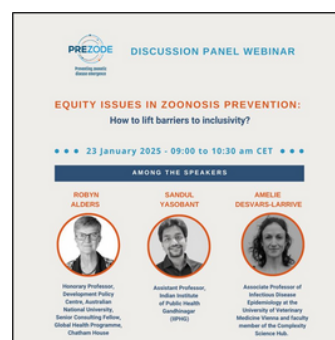 PREZODE
Preventing zoonotic
disease emergence
DISCUSSION PANEL WEBINAR
EQUITY ISSUES IN ZOONOSIS PREVENTION:
How to lift barriers to inclusivity?
23 January 2025 - 09:00 to 10:30 am CET
AMONG THE SPEAKERS
ROBYN
ALDERS
Honorary Professor,
Development Policy
Centre, Australian
National University,
Senior Consulting Fellow,
Global Health Programme,
Chatham House
SANDUL
YASOBANT
Assistant Professor,
Indian Institute
of Public Health
Gandhinagar
(IIPHG)
AMELIE
DESVARS-LARRIVE
Associate Professor of
Infectious Disease
Epidemiology at the
University of Veterinary
Medicine Vienna and faculty
member of the Complexity
Science Hub.